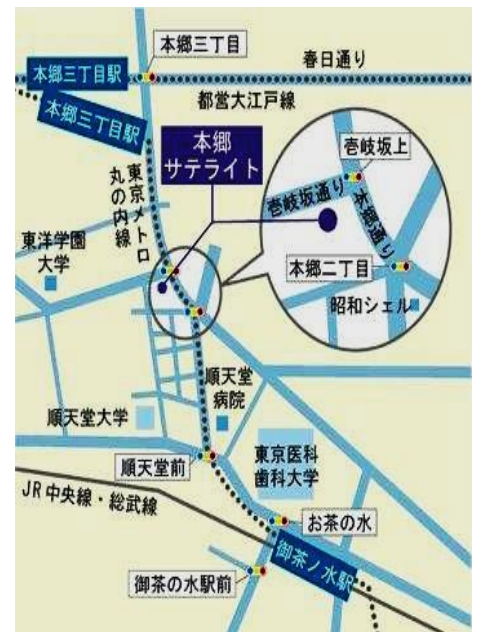 本郷三丁目
春日通り
本郷三丁目駅
都営大江戸線
本郷三丁目駅
本郷
サテライト
壱岐坂上
東京メトロ
丸の内線
壱岐坂通り
本郷通り
東洋学園
大学
本郷二丁目
昭和シェル
順天堂
病院
順天堂大学
順天堂前
東京医科
歯科大学
JR中央線・総武線
お茶の水
御茶ノ水駅
御茶の水駅前